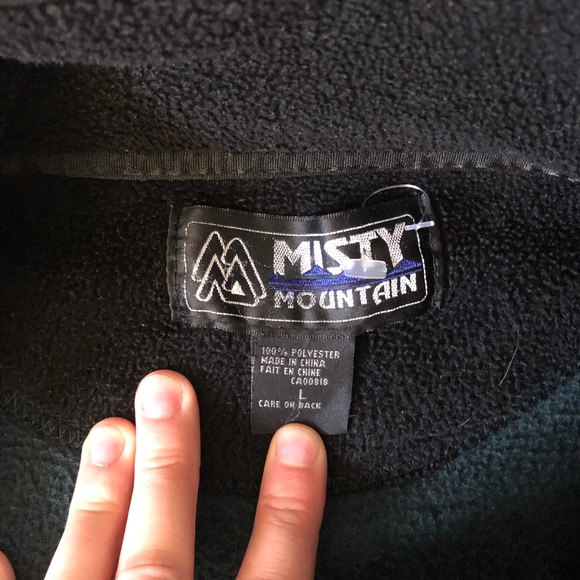 MISTY
MOUNTAIN
100% POLYESTER
MADE IN CHINA
FAIT EN CHINE
CA00818
L
CARE ON BACK